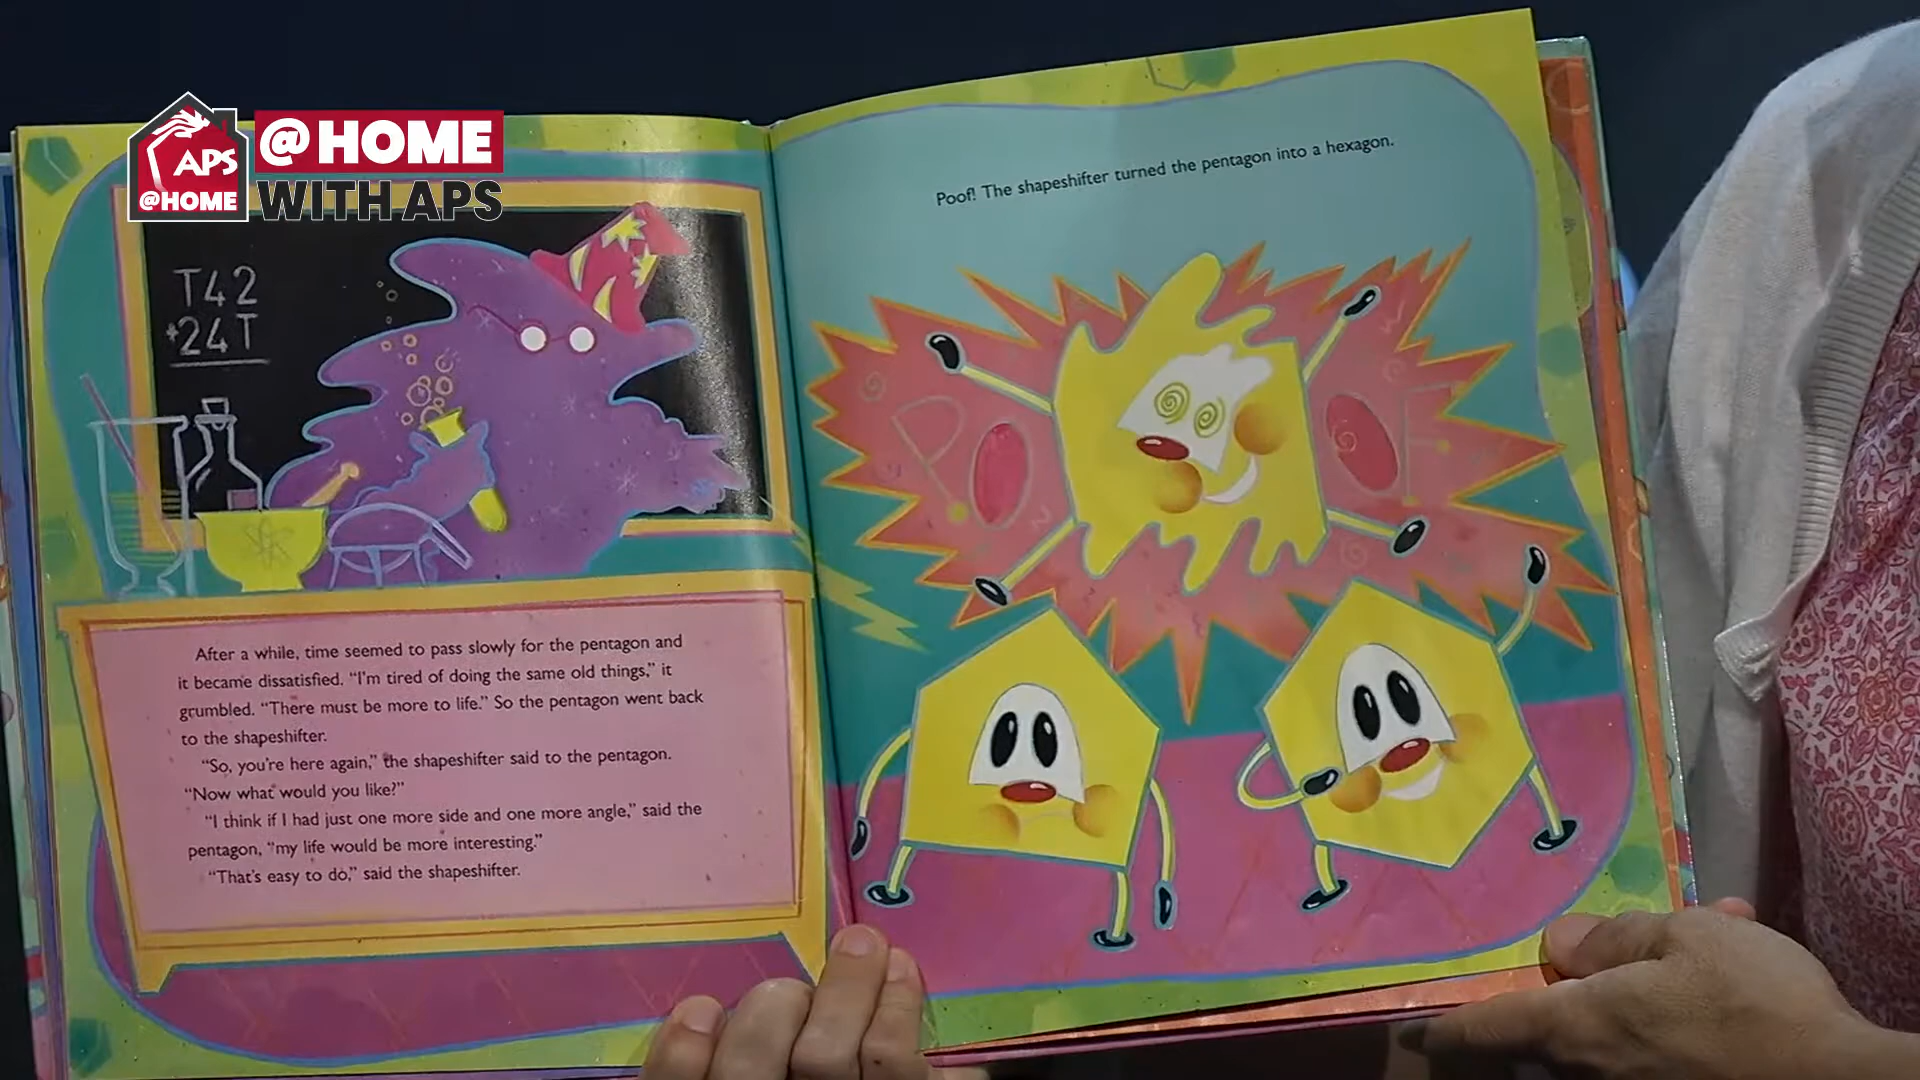 APS
@HOME
@HOME
WITH APS
T42
+24T
After a while, time seemed to pass slowly for the pentagon and
it became dissatisfied. “I'm tired of doing the same old things,” it
grumbled. “There must be more to life.” So the pentagon went back
to the shapeshifter.
“So, you're here again,” the shapeshifter said to the pentagon.
“Now what would you like?”
“I think if I had just one more side and one more angle,” said the
pentagon, “my life would be more interesting.”
“That's easy to do,” said the shapeshifter.
Poof! The shapeshifter turned the pentagon into a hexagon.
POOF!